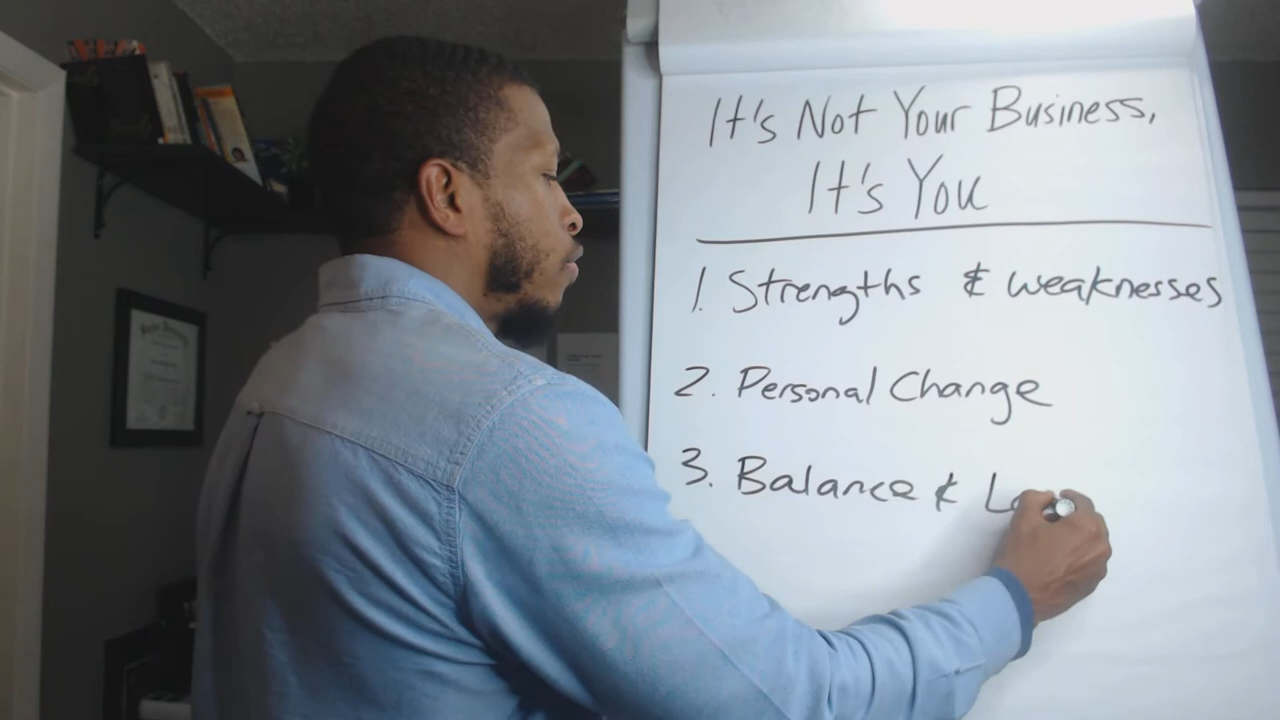 It's Not Your Business,
It's You
1. Strengths & weaknesses
2. Personal Change
3. Balance &